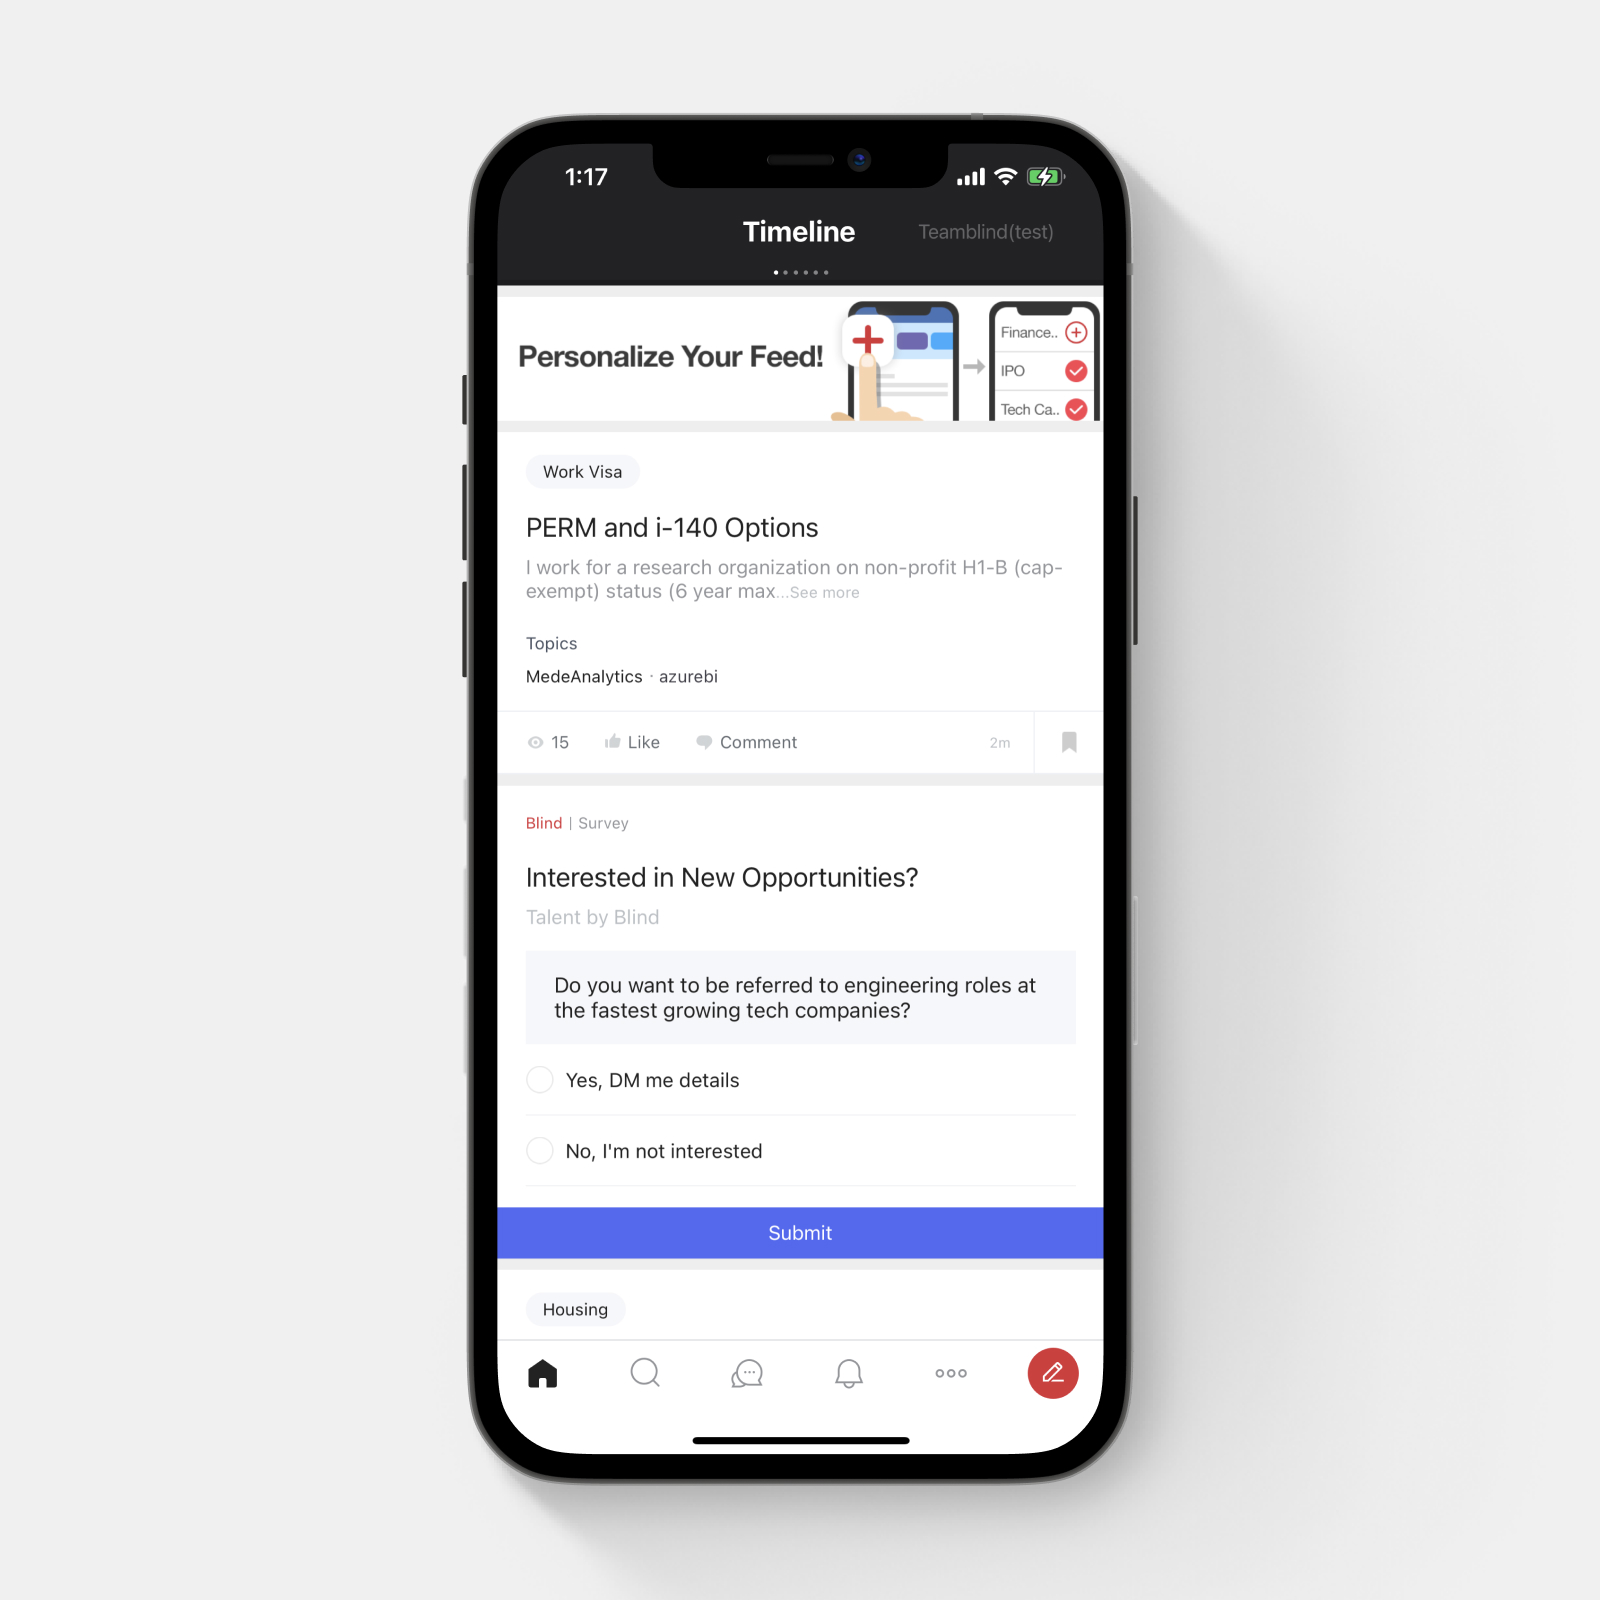 1:17
Timeline
Teamblind(test)
Personalize Your Feed!
Finance..
IPO
Tech Ca..
Work Visa
PERM and i-140 Options
I work for a research organization on non-profit H1-B (cap-
exempt) status (6 year max...See more
Topics
MedeAnalytics · azurebi
15 Like Comment 2m
Blind | Survey
Interested in New Opportunities?
Talent by Blind
Do you want to be referred to engineering roles at
the fastest growing tech companies?
Yes, DM me details
No, I'm not interested
Submit
Housing